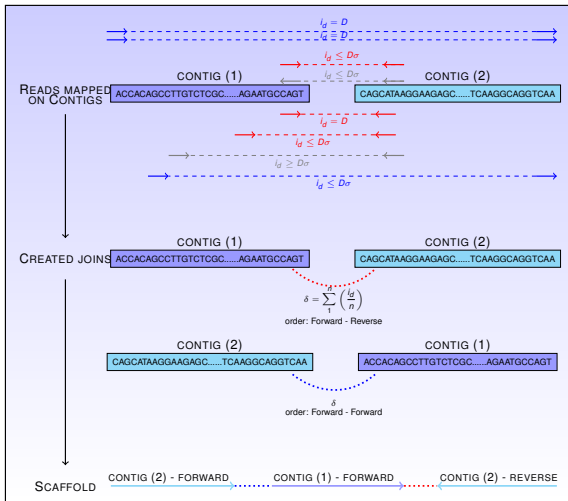 i_d = D
i_d = D
i_d ≤ Dσ
i_d ≤ Dσ
CONTIG (1)
CONTIG (2)
READS MAPPED
ON CONTIGS
ACCACAGCCTTGTCTCGC......AGAATGCCAGT
CAGCATAAGGAAGAGC......TCAAGGCAGGTCAA
i_d = D
i_d ≤ Dσ
i_d ≥ Dσ
i_d ≤ Dσ
CONTIG (1)
CONTIG (2)
CREATED JOINS
ACCACAGCCTTGTCTCGC......AGAATGCCAGT
CAGCATAAGGAAGAGC......TCAAGGCAGGTCAA
δ = ∑_1^n (i_d/n)
order: Forward - Reverse
CONTIG (2)
CONTIG (1)
CAGCATAAGGAAGAGC......TCAAGGCAGGTCAA
ACCACAGCCTTGTCTCGC......AGAATGCCAGT
δ
order: Forward - Forward
SCAFFOLD
CONTIG (2) - FORWARD
CONTIG (1) - FORWARD
CONTIG (2) - REVERSE